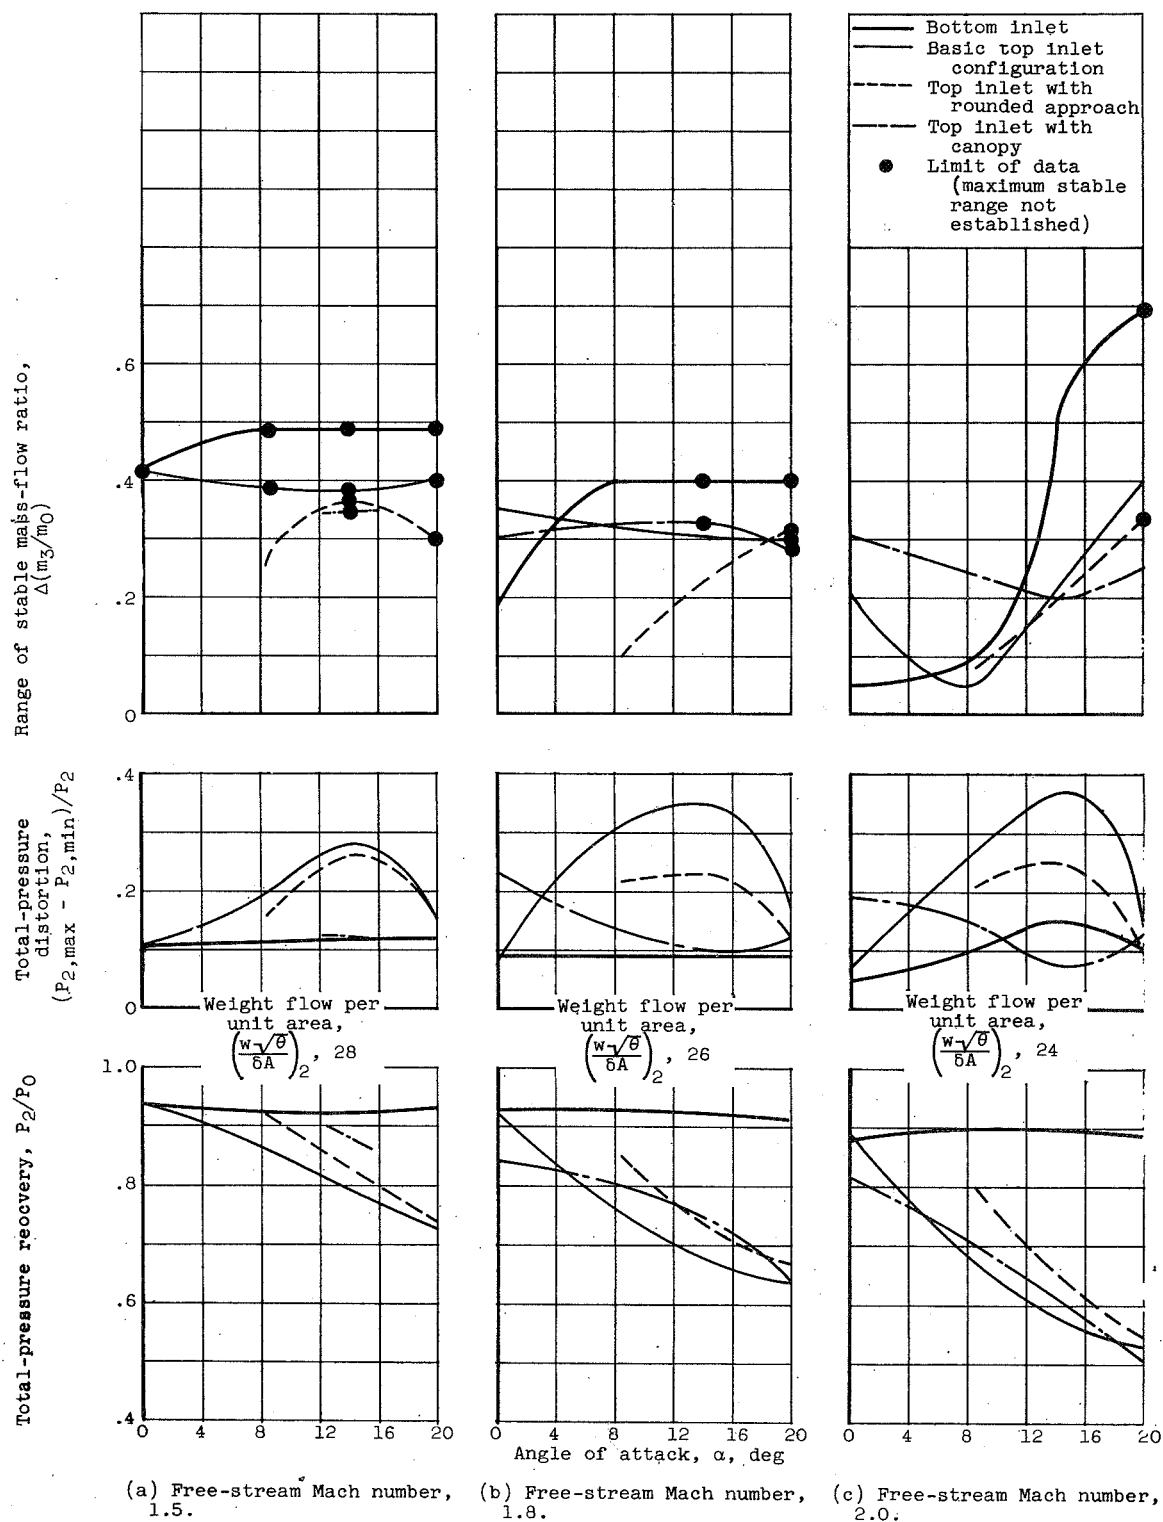 Bottom inlet
Basic top inlet
configuration
Top inlet with
rounded approach
Top inlet with
canopy
Limit of data
(maximum stable
range not
established)
Range of stable mass-flow ratio,
Δ(m3/m0)
.6
.4
.2
0
Total-pressure
distortion,
(P2,max - P2,min)/P2
.4
.2
0
Weight flow per
unit area,
(w√θ/δA)2, 28
Weight flow per
unit area,
(w√θ/δA)2, 26
Weight flow per
unit area,
(w√θ/δA)2, 24
Total-pressure reocvery, P2/P0
1.0
.8
.6
.4
0 4 8 12 16 20
0 4 8 12 16 20
0 4 8 12 16 20
Angle of attack, α, deg
(a) Free-stream Mach number,
1.5.
(b) Free-stream Mach number,
1.8.
(c) Free-stream Mach number,
2.0.